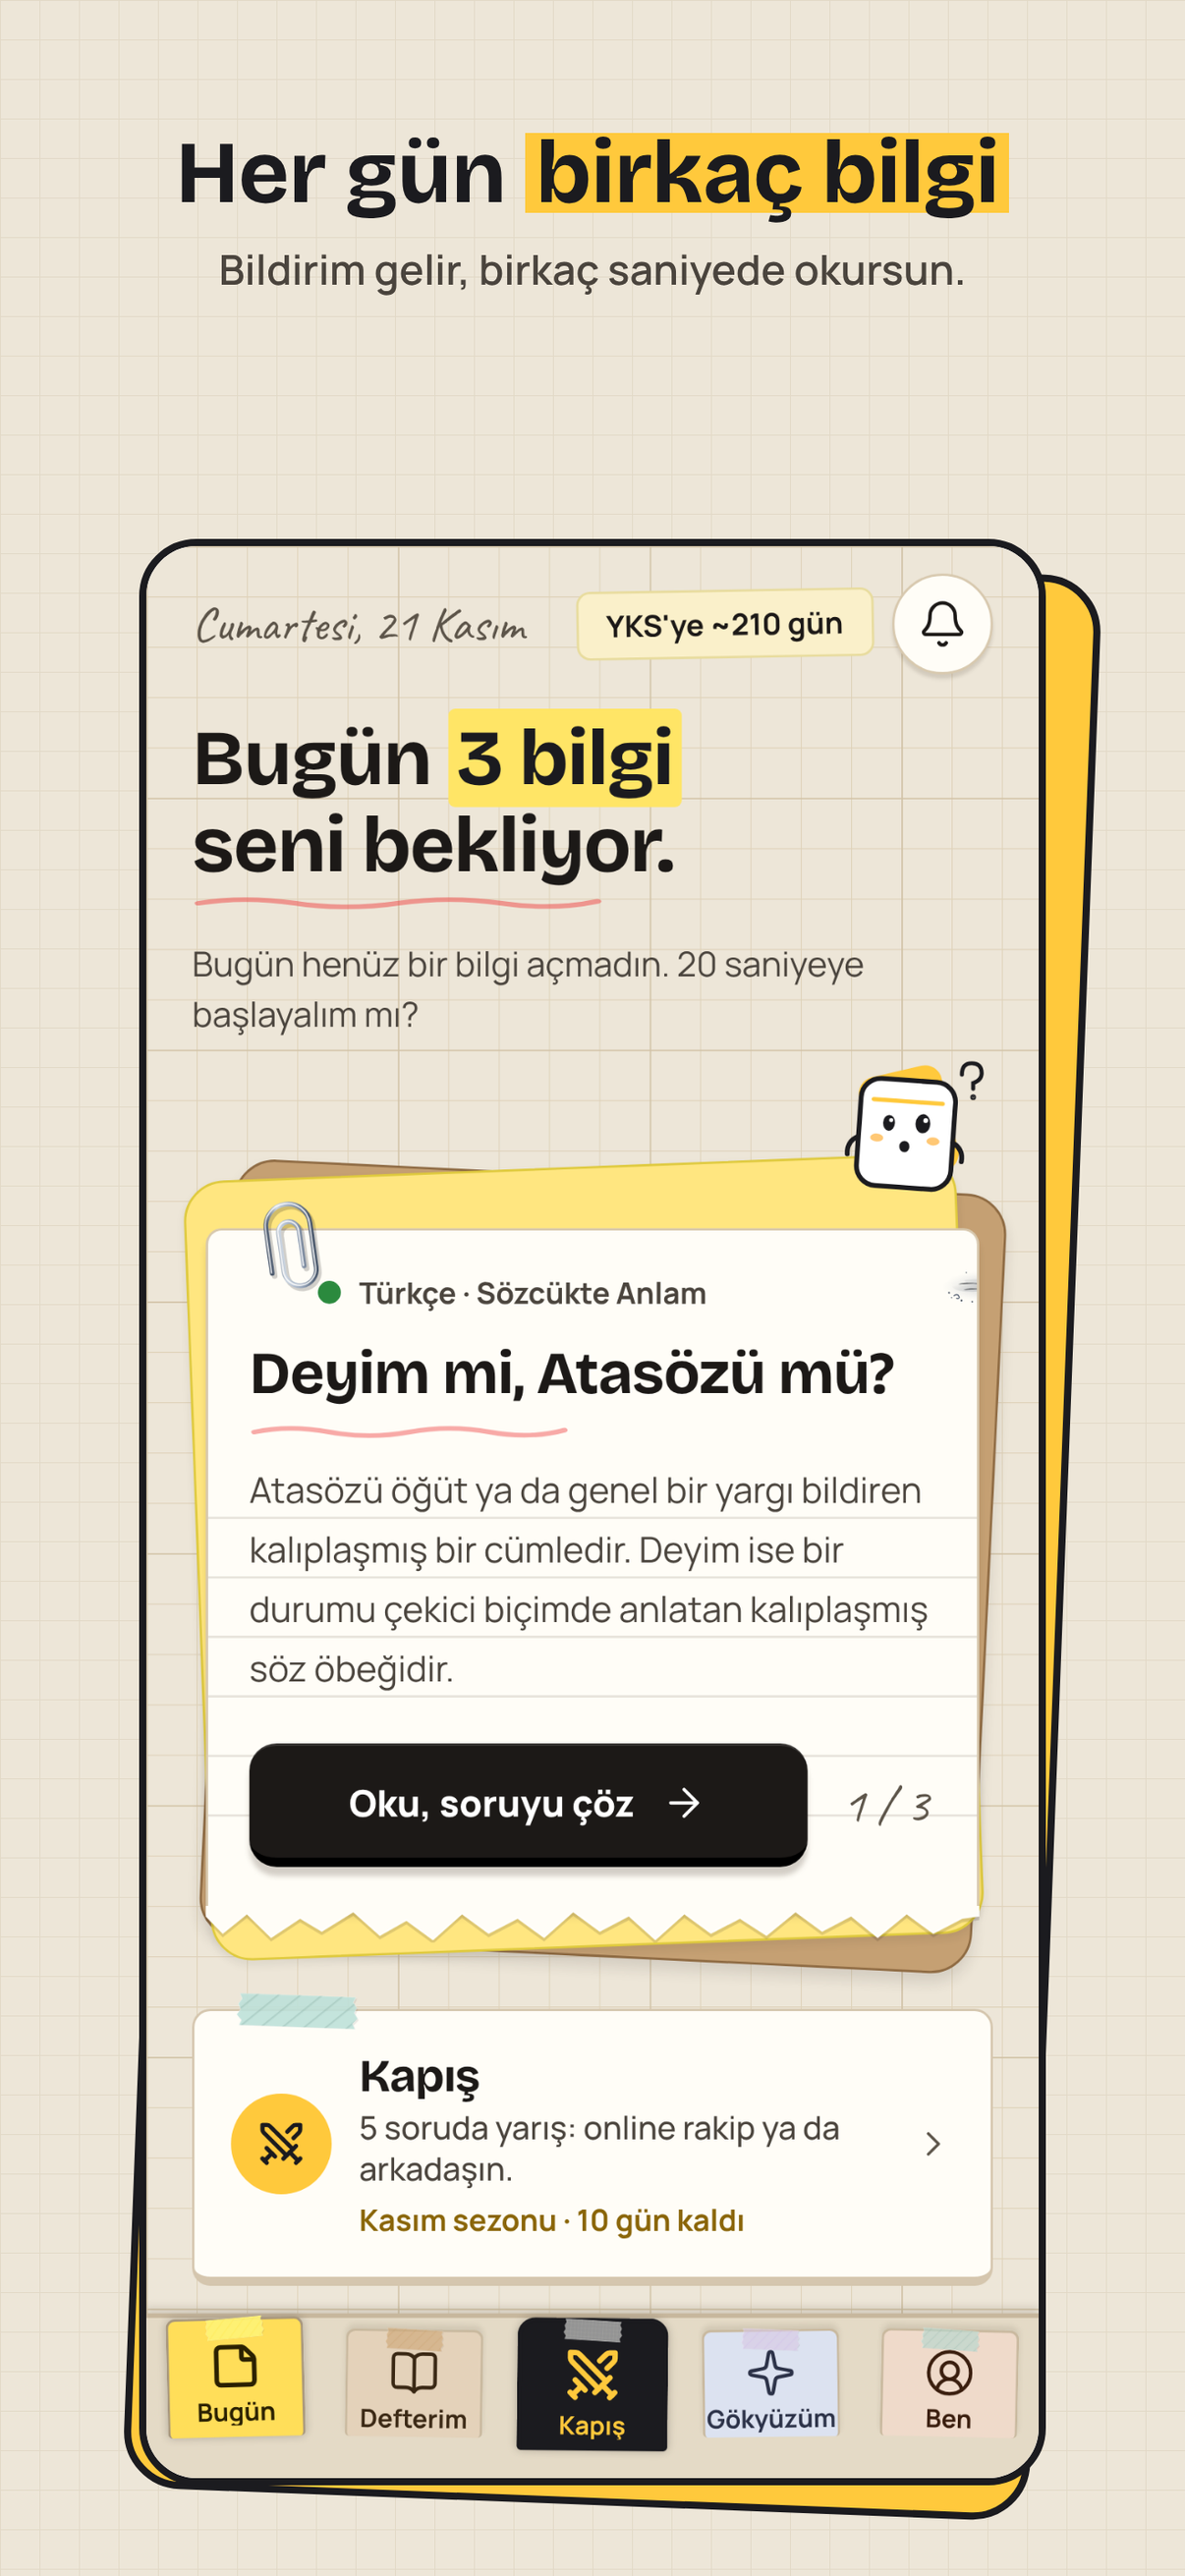 Her gün birkaç bilgi
Bildirim gelir, birkaç saniyede okursun.
Cumartesi, 21 Kasım
YKS'ye ~210 gün
Bugün 3 bilgi
seni bekliyor.
Bugün henüz bir bilgi açmadın. 20 saniyeye
başlayalım mı?
?
Türkçe · Sözcükte Anlam
Deyim mi, Atasözü mü?
Atasözü öğüt ya da genel bir yargı bildiren
kalıplaşmış bir cümledir. Deyim ise bir
durumu çekici biçimde anlatan kalıplaşmış
söz öbeğidir.
Oku, soruyu çöz →
1 / 3
Kapış
5 soruda yarış: online rakip ya da
arkadaşın.
Kasım sezonu · 10 gün kaldı
Bugün
Defterim
Kapış
Gökyüzüm
Ben